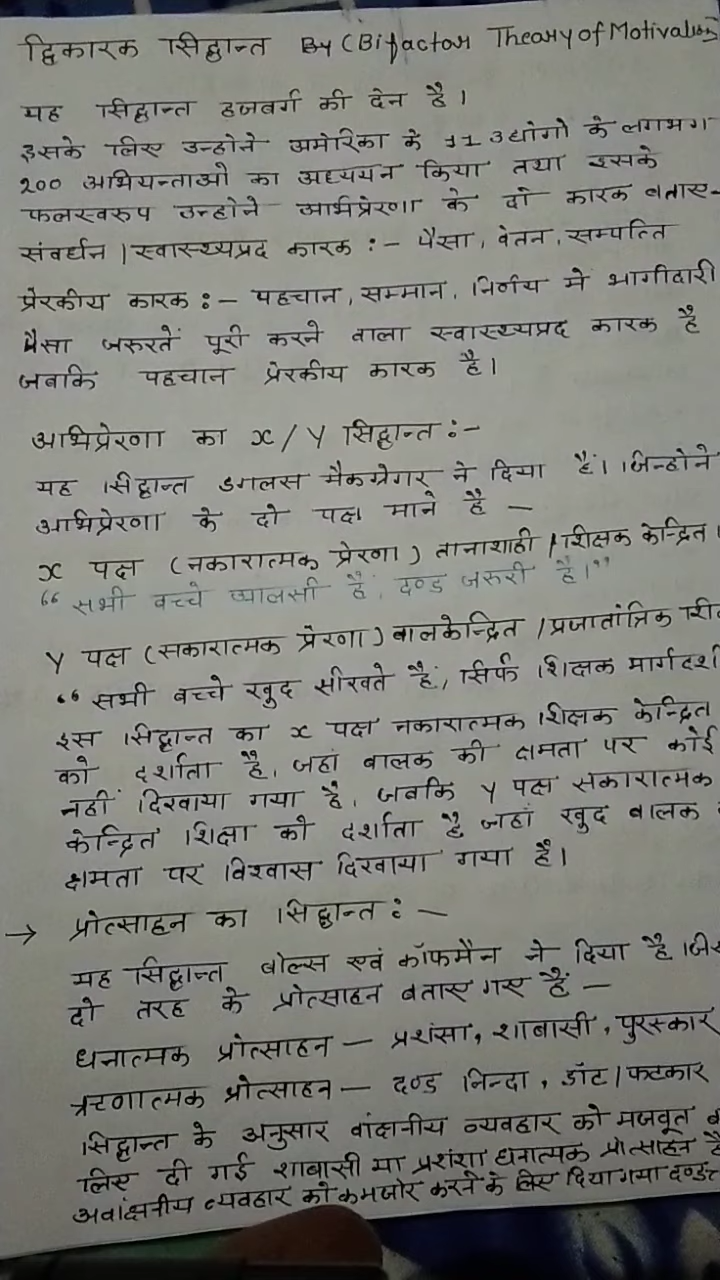 द्विकारक सिद्वान्त By (Bifactor Theory of Motivation
यह सिद्वान्त हजबर्ग की देन है।
इसके लिए उन्होने अमेरिका के 11 उद्योगो के लगभग
200 अभियन्ताओ का अध्ययन किया तथा इसके
फलस्वरुप उन्होने अभिप्रेरणा के दो कारक बताए-
संवर्धन / स्वास्थ्यप्रद कारक :- पैसा, वेतन, सम्पत्ति
प्रेरकीय कारक :- पहचान, सम्मान, निर्णय मे भागीदारी
पैसा जरुरतें पूरी करने वाला स्वास्थ्यप्रद कारक है
जबकि पहचान प्रेरकीय कारक है।
अभिप्रेरणा का x/y सिद्वान्त :-
यह सिद्वान्त डगलस मैकग्रेगर ने दिया है। जिन्होने
अभिप्रेरणा के दो पक्ष माने है —
x पक्ष (नकारात्मक प्रेरणा) तानाशाही / शिक्षक केन्द्रित
“ सभी बच्चे आलसी है, दण्ड जरुरी है।”
y पक्ष (सकारात्मक प्रेरणा) बालकेन्द्रित / प्रजातांत्रिक
“ सभी बच्चे खुद सीखते है, सिर्फ शिक्षक मार्गदर्श
इस सिद्वान्त का x पक्ष नकारात्मक शिक्षक केन्द्रित
को दर्शाता है, जहां बालक की क्षमता पर कोई
नहीं दिखाया गया है, जबकि y पक्ष सकारात्मक
केन्द्रित शिक्षा को दर्शाता है जहां खुद बालक
क्षमता पर विश्वास दिखाया गया है।
→ प्रोत्साहन का सिद्वान्त : —
यह सिद्वान्त बोल्स एवं कॉफमैन ने दिया है।
दो तरह के प्रोत्साहन बताए गए हैं —
धनात्मक प्रोत्साहन — प्रशंसा, शाबासी, पुरस्कार
ऋणात्मक प्रोत्साहन — दण्ड निन्दा, डॉट / फटकार
सिद्वान्त के अनुसार वांक्षनीय व्यवहार को मजबूत
लिए दी गई शाबासी या प्रशंशा धनात्मक प्रोत्साहन है
अवांक्षनीय व्यवहार को कमजोर करने के लिए दिया गया दण्ड